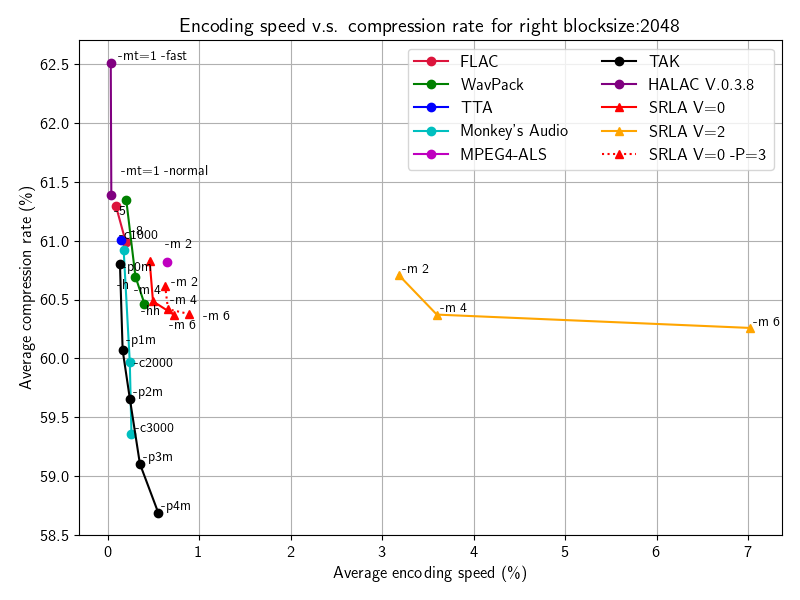 Encoding speed v.s. compression rate for right blocksize:2048
FLAC
WavPack
TTA
Monkey's Audio
MPEG4-ALS
TAK
HALAC V.0.3.8
SRLA V=0
SRLA V=2
SRLA V=0 -P=3
-mt=1 -fast
-mt=1 -normal
-5
-8
-c1000
-m 2
-p0m
-m 2
-m 2
-h
-m 4
-m 4
-hh
-m 6
-m 6
-m 4
-m 6
-p1m
-c2000
-p2m
-c3000
-p3m
-p4m
62.5
62.0
61.5
61.0
60.5
60.0
59.5
59.0
58.5
0 1 2 3 4 5 6 7
Average compression rate (%)
Average encoding speed (%)